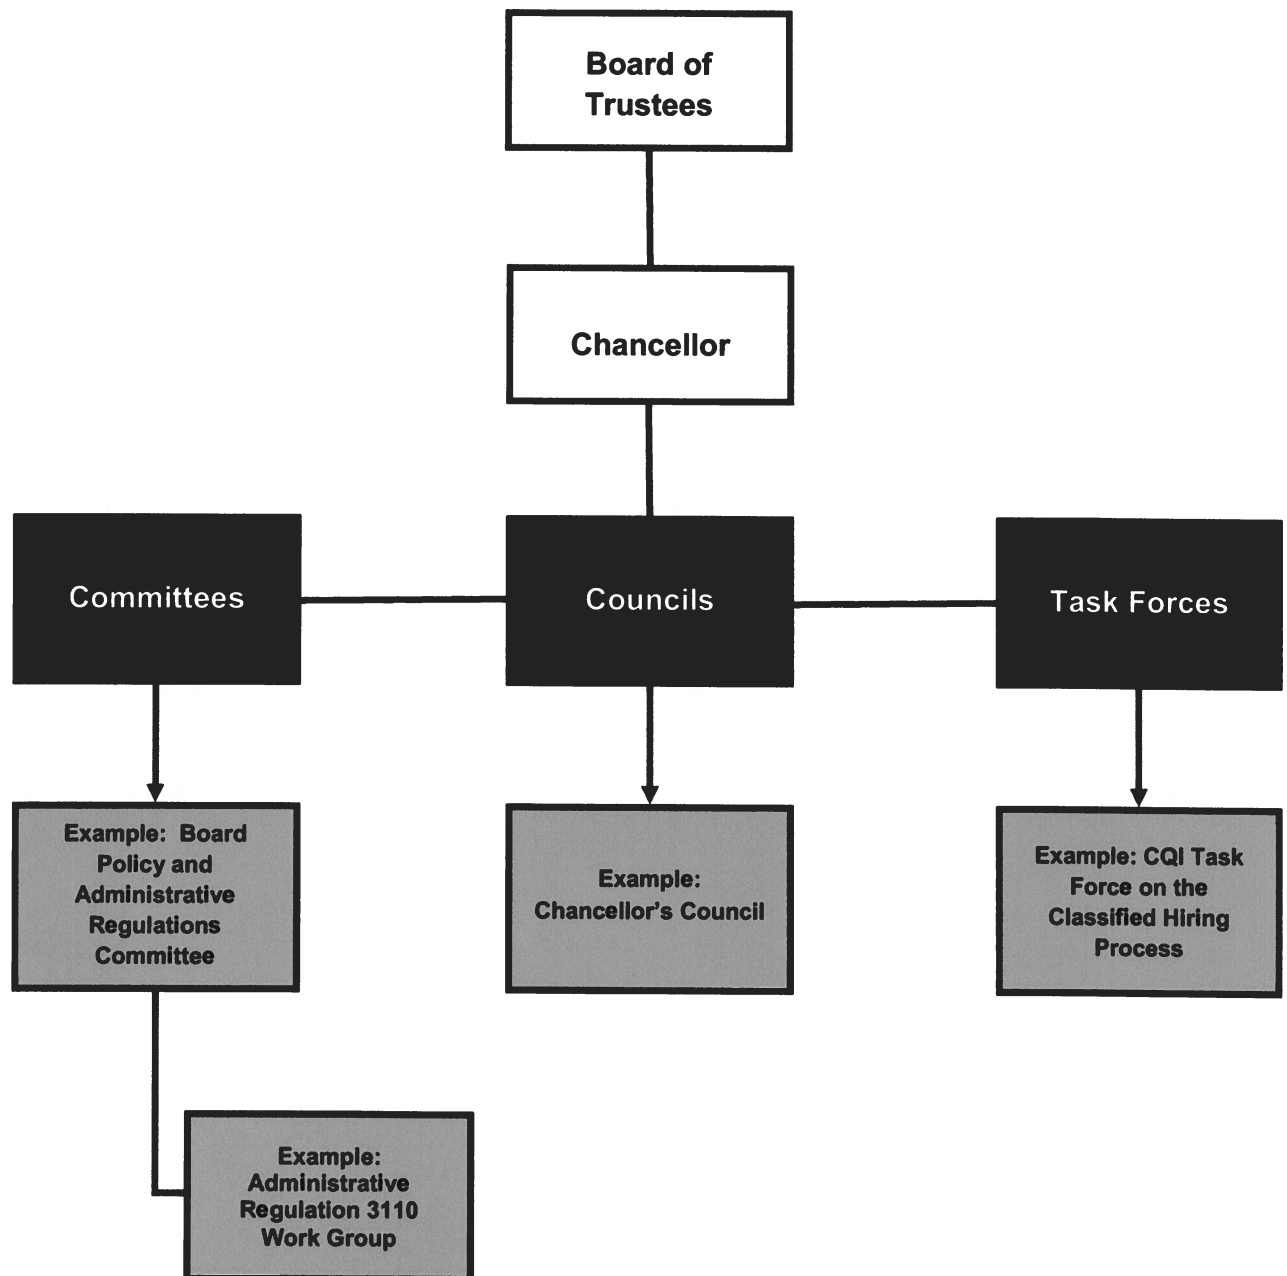 Board of
Trustees
Chancellor
Committees
Councils
Task Forces
Example:  Board
Policy and
Administrative
Regulations
Committee
Example:
Chancellor's Council
Example: CQI Task
Force on the
Classified Hiring
Process
Example:
Administrative
Regulation 3110
Work Group